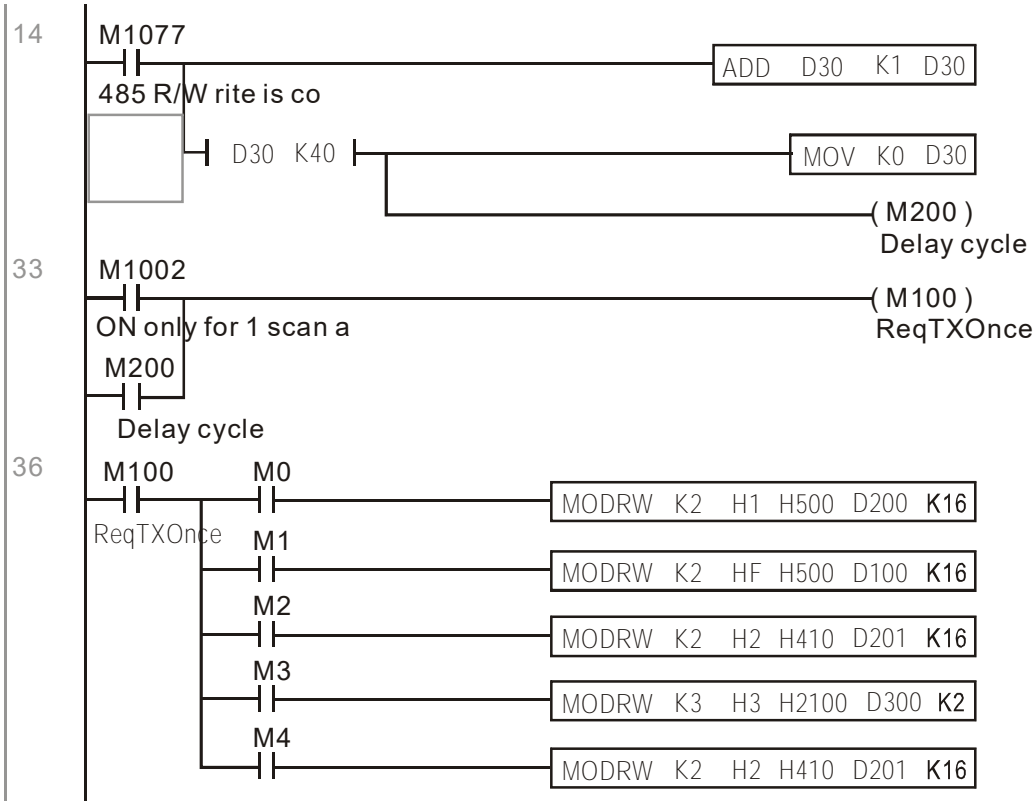 14
M1077
ADD D30 K1 D30
485 R/W rite is co
D30 K40
MOV K0 D30
( M200 )
Delay cycle
33
M1002
( M100 )
ON only for 1 scan a
ReqTXOnce
M200
Delay cycle
36
M100 M0
MODRW K2 H1 H500 D200 K16
ReqTXOnce
M1
MODRW K2 HF H500 D100 K16
M2
MODRW K2 H2 H410 D201 K16
M3
MODRW K3 H3 H2100 D300 K2
M4
MODRW K2 H2 H410 D201 K16